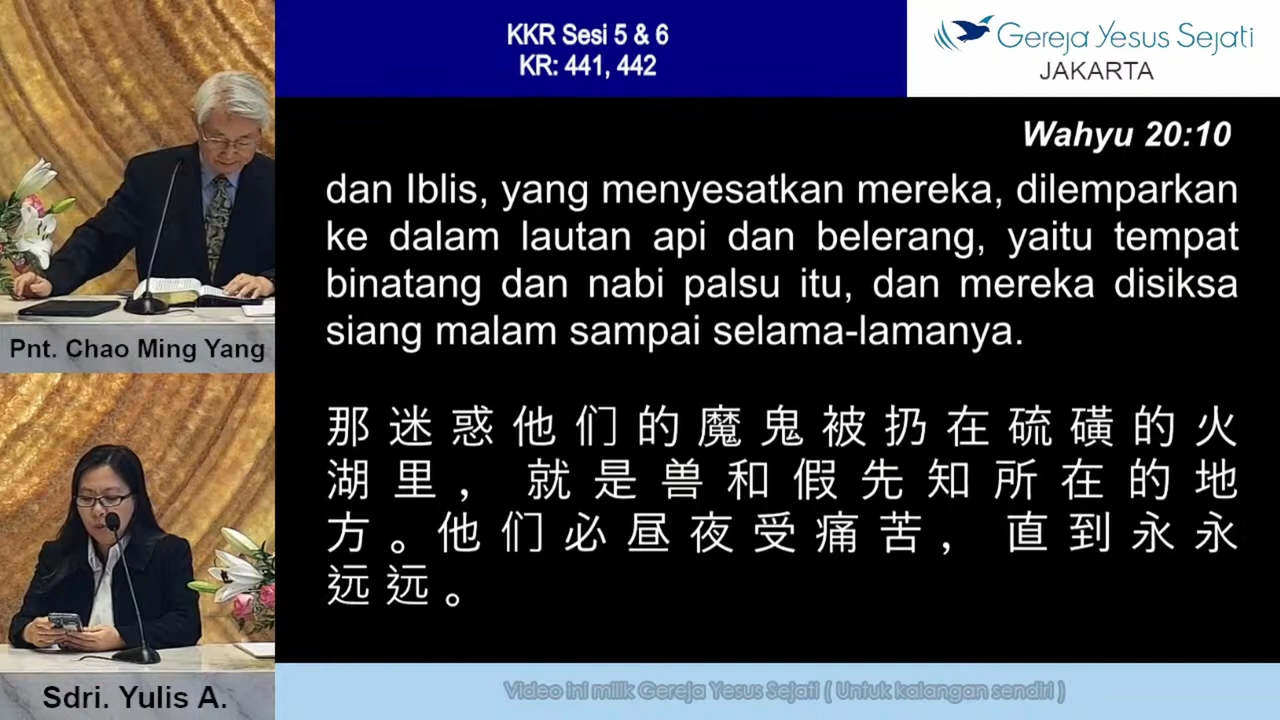 KKR Sesi 5 & 6
KR: 441, 442
Gereja Yesus Sejati
JAKARTA
Wahyu 20:10
dan Iblis, yang menyesatkan mereka, dilemparkan
ke dalam lautan api dan belerang, yaitu tempat
binatang dan nabi palsu itu, dan mereka disiksa
siang malam sampai selama-lamanya.
那迷惑他们的魔鬼被扔在硫磺的火
湖里，就是兽和假先知所在的地
方。他们必昼夜受痛苦，直到永永
远远。
Pnt. Chao Ming Yang
Sdri. Yulis A.
Video ini milik Gereja Yesus Sejati ( Untuk kalangan sendiri )